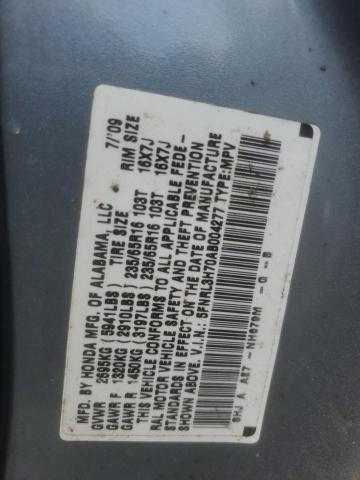 MFD. BY HONDA MFG. OF ALABAMA, LLC 7/09
GVWR 2695KG (5941LBS) TIRE SIZE RIM SIZE
GAWR F 1320KG (2910LBS) 235/65R16 103T 16X7J
GAWR R 1450KG (3197LBS) 235/65R16 103T 16X7J
THIS VEHICLE CONFORMS TO ALL APPLICABLE FEDE-
RAL MOTOR VEHICLE SAFETY AND THEFT PREVENTION
STANDARDS IN EFFECT ON THE DATE OF MANUFACTURE
SHOWN ABOVE. V.I.N.: 5FNRL3H70AB004277 TYPE:MPV
SHJ A AE7 - NH878M - O - B